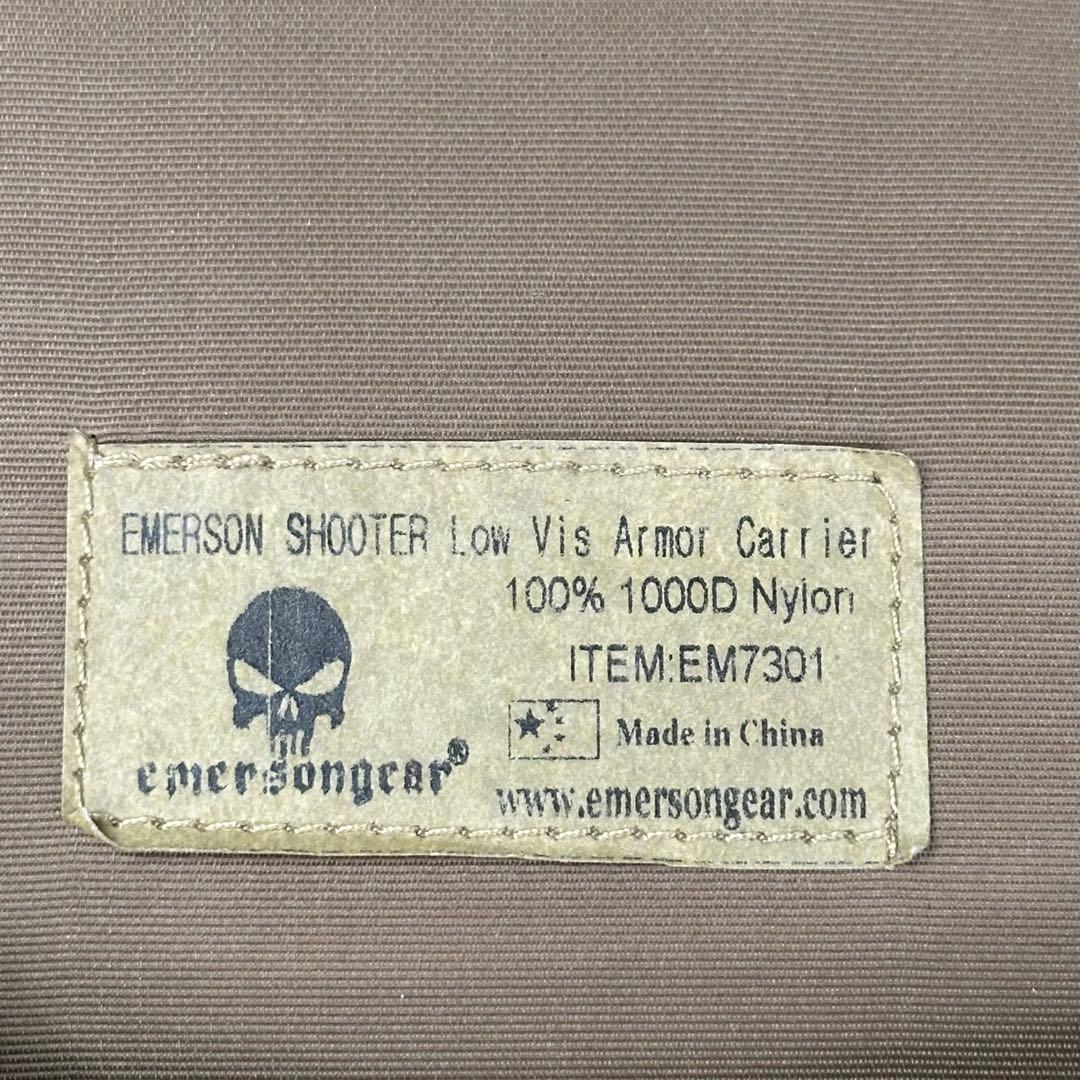 EMERSON SHOOTER Low Vis Armor Carrier
100% 1000D Nylon
ITEM:EM7301
Made in China
emersongear®
www.emersongear.com